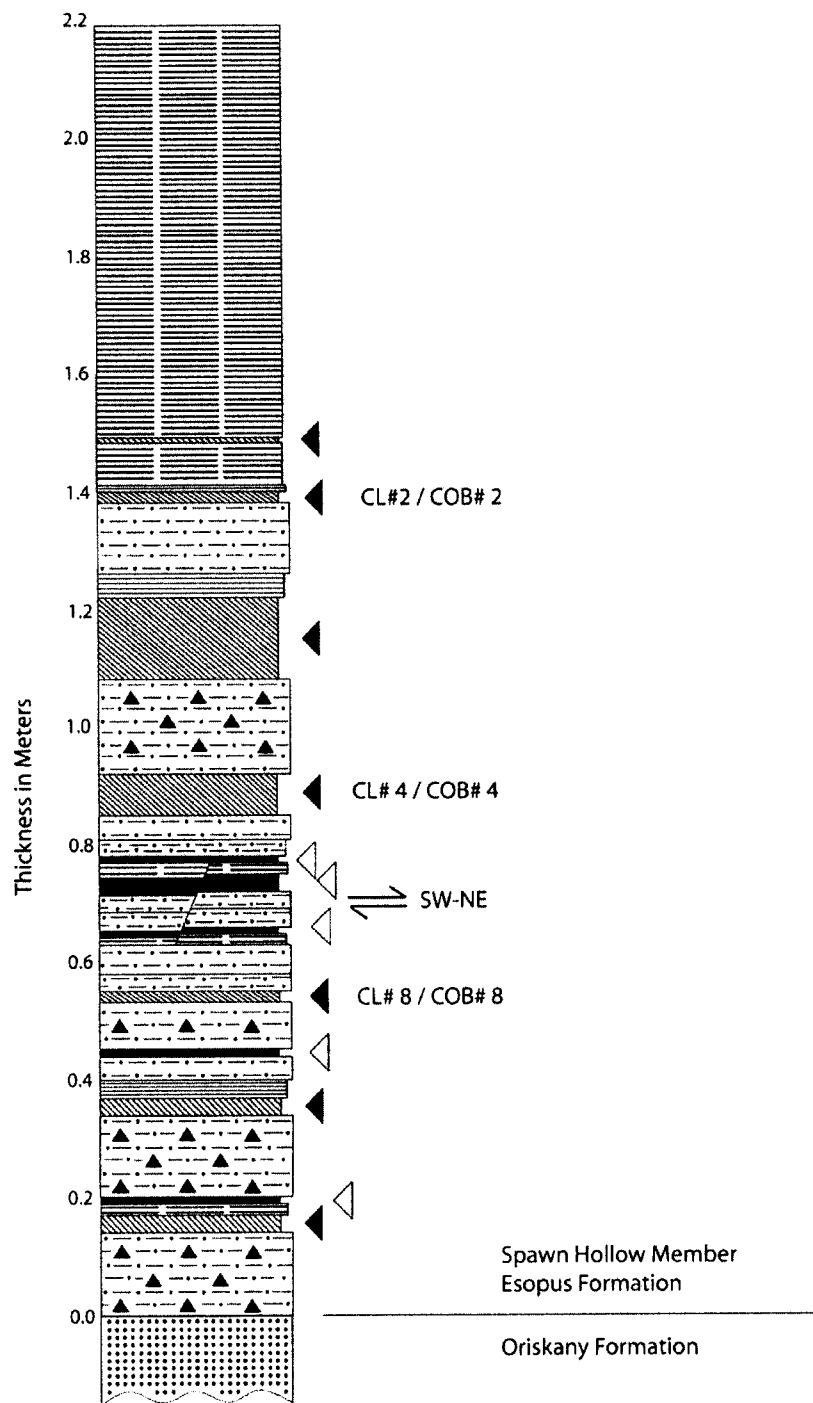 2.2
2.0
1.8
1.6
1.4
CL#2 / COB# 2
1.2
Thickness in Meters
1.0
CL# 4 / COB# 4
0.8
SW-NE
0.6
CL# 8 / COB# 8
0.4
0.2
Spawn Hollow Member
Esopus Formation
0.0
Oriskany Formation